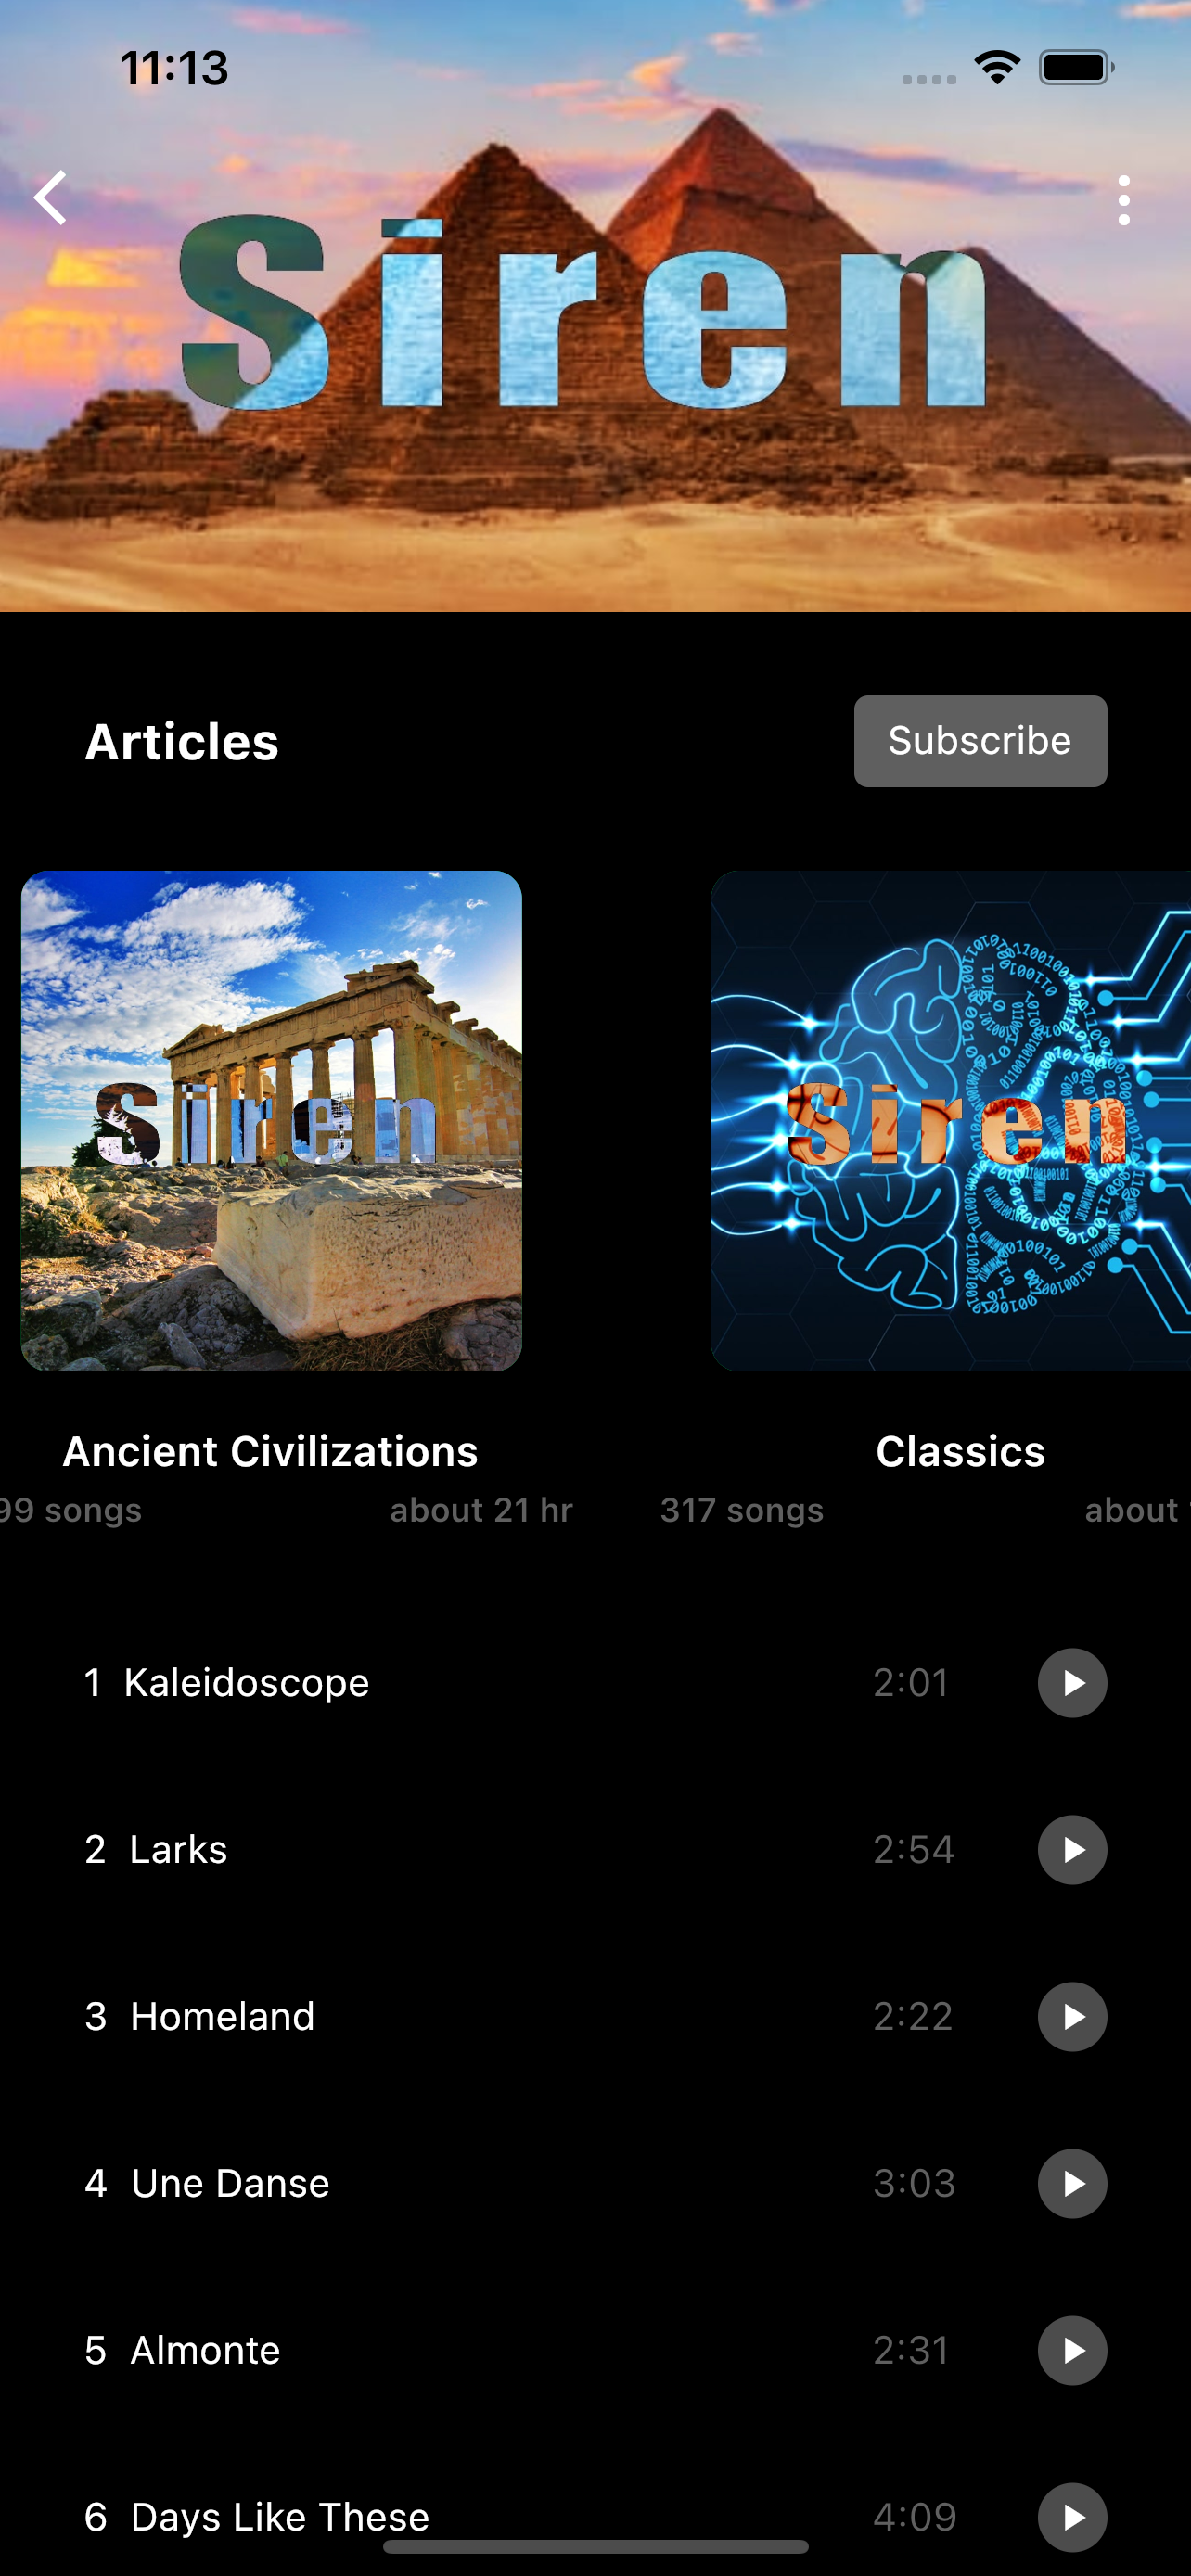 11:13
Siren
Articles
Subscribe
Siren
Siren
Ancient Civilizations
Classics
99 songs
about 21 hr
317 songs
about
1 Kaleidoscope
2:01
2 Larks
2:54
3 Homeland
2:22
4 Une Danse
3:03
5 Almonte
2:31
6 Days Like These
4:09